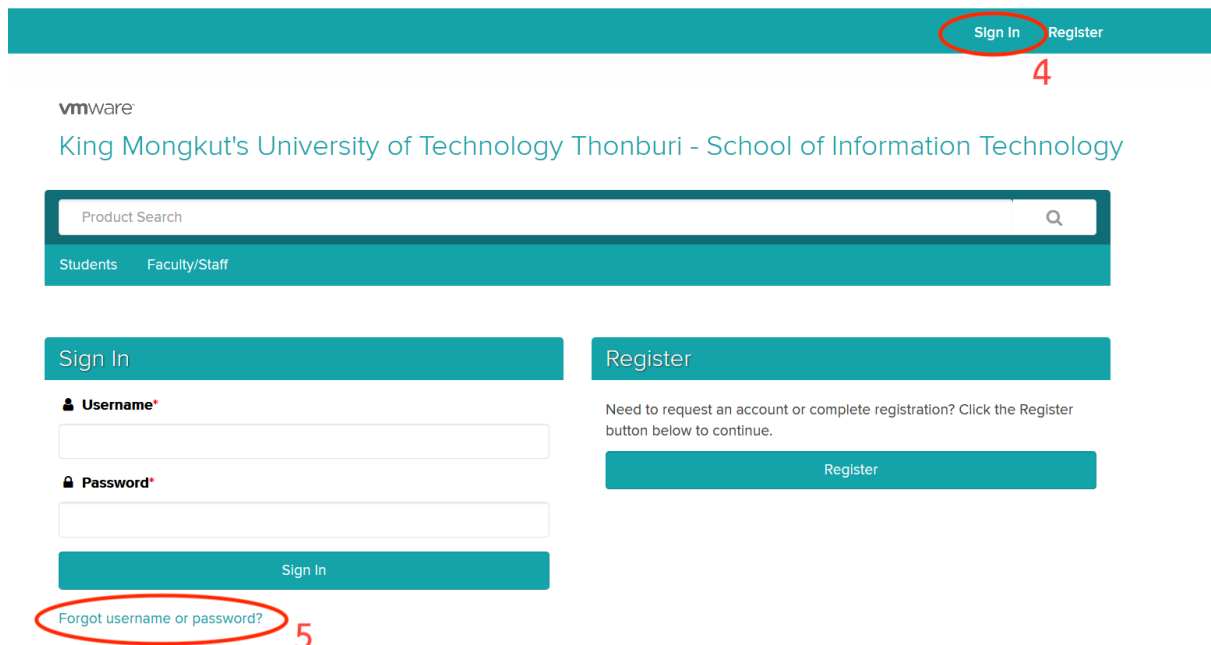 Sign In Register
4
vmware
King Mongkut's University of Technology Thonburi - School of Information Technology
Product Search
Students Faculty/Staff
Sign In
Username*
Password*
Sign In
Forgot username or password?
5
Register
Need to request an account or complete registration? Click the Register
button below to continue.
Register